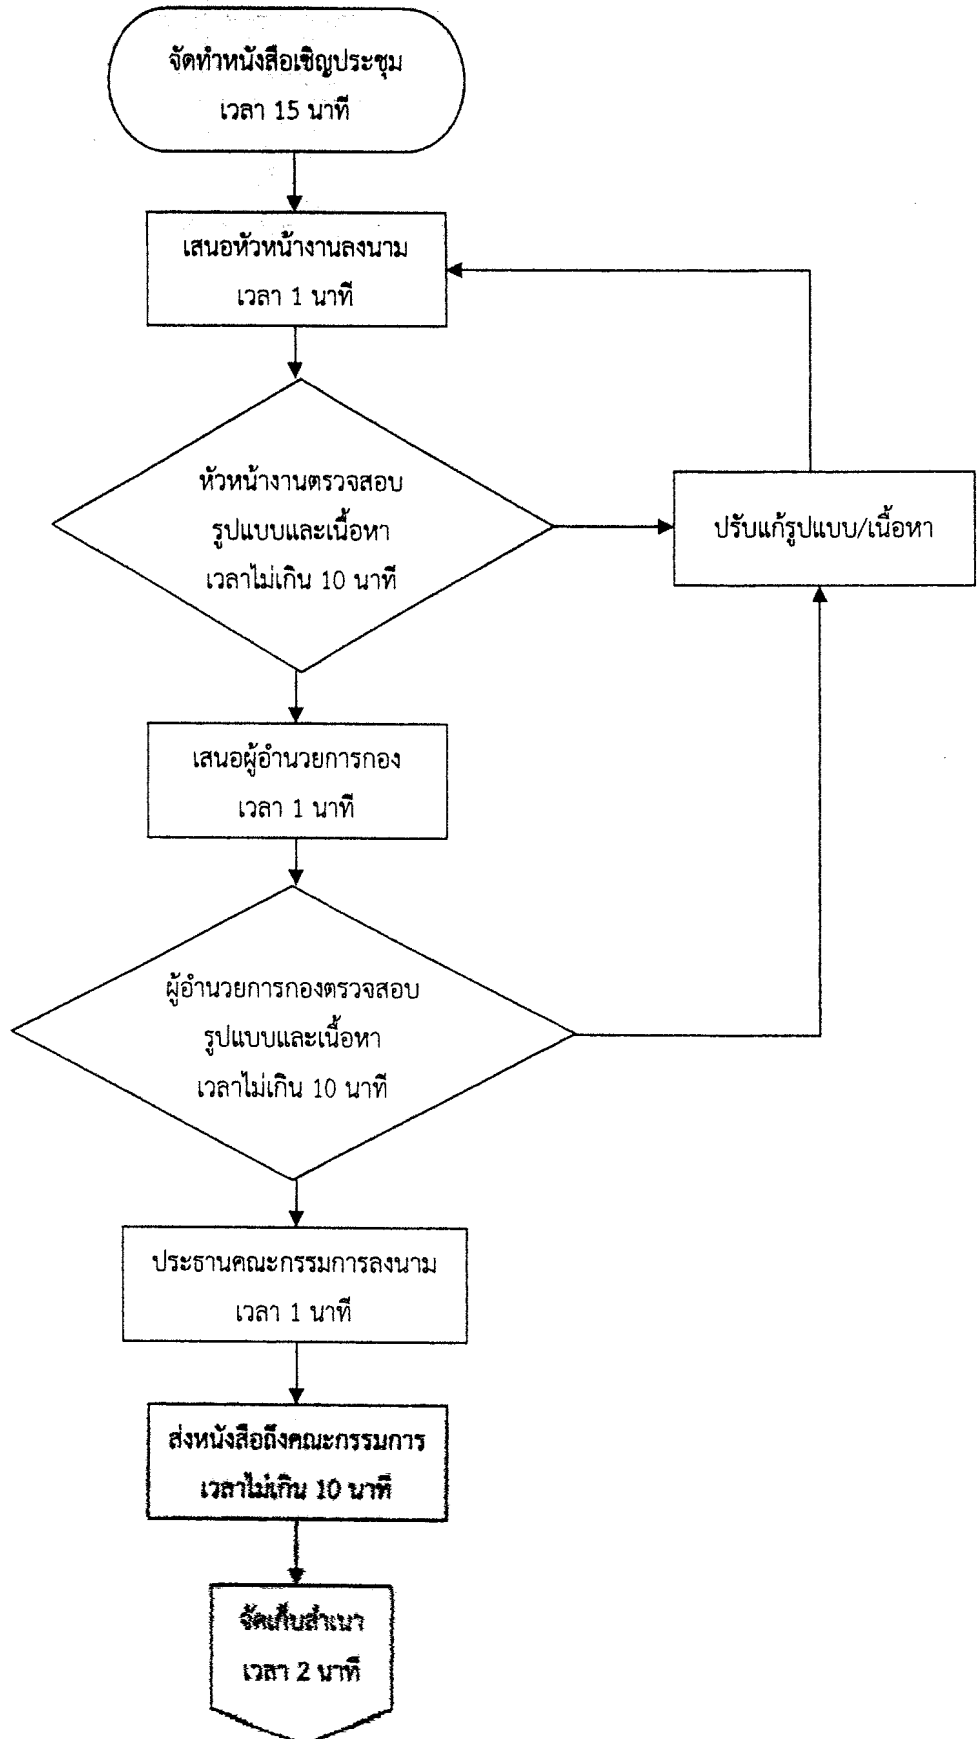 จัดทำหนังสือเชิญประชุม
เวลา 15 นาที
เสนอหัวหน้างานลงนาม
เวลา 1 นาที
หัวหน้างานตรวจสอบ
รูปแบบและเนื้อหา
เวลาไม่เกิน 10 นาที
ปรับแก้รูปแบบ/เนื้อหา
เสนอผู้อำนวยการกอง
เวลา 1 นาที
ผู้อำนวยการกองตรวจสอบ
รูปแบบและเนื้อหา
เวลาไม่เกิน 10 นาที
ประธานคณะกรรมการลงนาม
เวลา 1 นาที
ส่งหนังสือถึงคณะกรรมการ
เวลาไม่เกิน 10 นาที
จัดเก็บสำเนา
เวลา 2 นาที